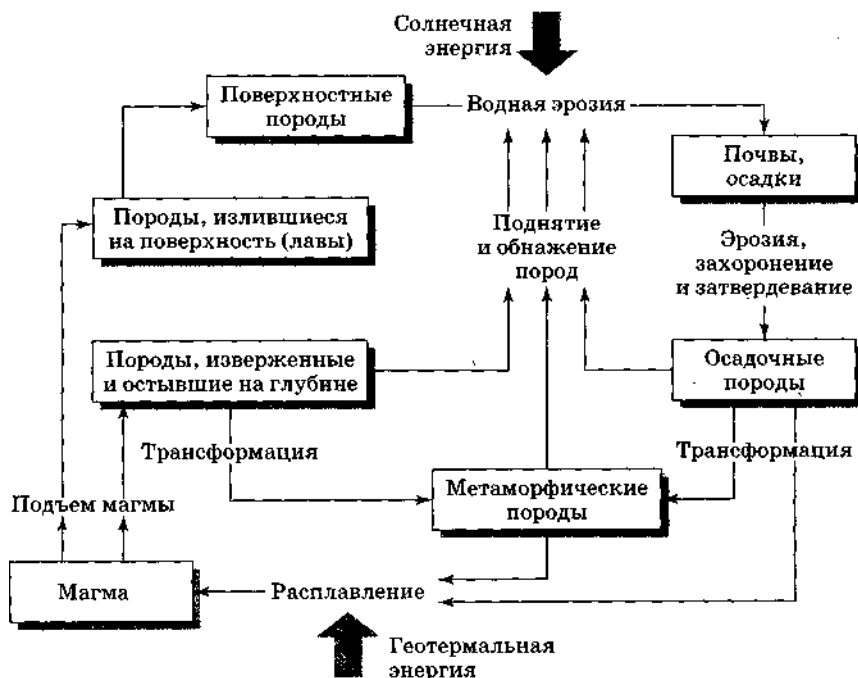 Солнечная
энергия
Поверхностные
породы
Водная эрозия
Почвы,
осадки
Породы, излившиеся
на поверхность (лавы)
Поднятие
и обнажение
пород
Эрозия,
захоронение
и затвердевание
Породы, изверженные
и остывшие на глубине
Осадочные
породы
Трансформация
Трансформация
Метаморфические
породы
Подъем магмы
Магма
Расплавление
Геотермальная
энергия